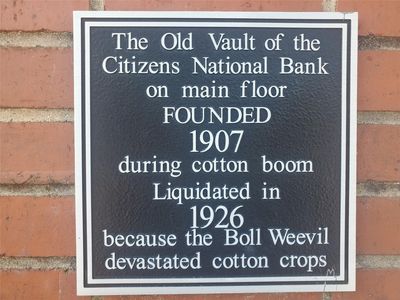 The Old Vault of the
Citizens National Bank
on main floor
FOUNDED
1907
during cotton boom
Liquidated in
1926
because the Boll Weevil
devastated cotton crops